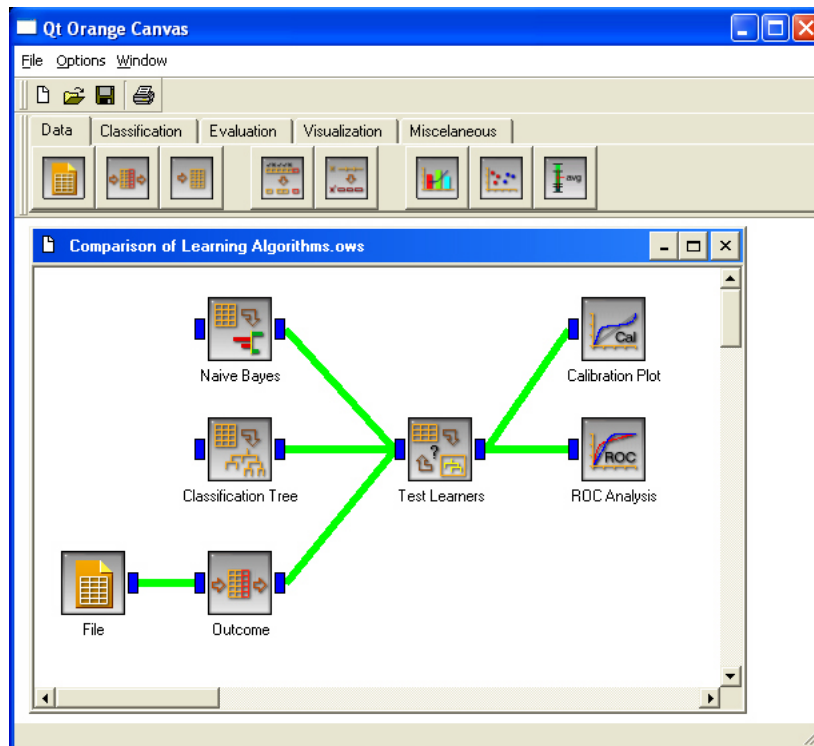 Qt Orange Canvas
File Options Window
Data Classification Evaluation Visualization Miscelaneous
avg
Comparison of Learning Algorithms.ows
Cal
Naive Bayes Calibration Plot
?
ROC
Classification Tree Test Learners ROC Analysis
File Outcome